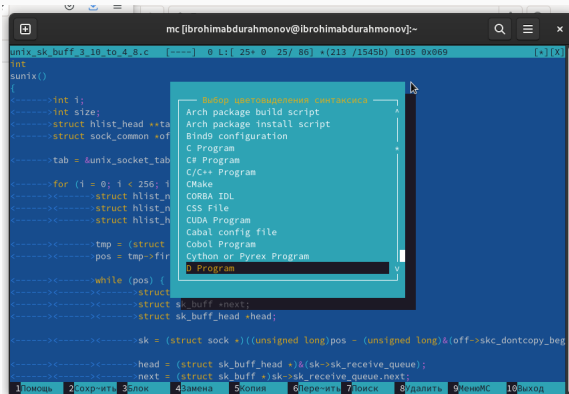 mc [ibrohimabdurahmonov@ibrohimabdurahmonov]:~
unix_sk_buff_3_10_to_4_8.c [----] 0 L:[ 25+ 0 25/ 86] *(213 /1545b) 0105 0x069 [*][X]
int
sunix()
{
<------>int i;
<------>int size;
<------>struct hlist_head **ta
<------>struct sock_common *of
<------>tab = &unix_socket_tab
<------>for (i = 0; i < 256; i
<------><------>struct hlist_n
<------><------>struct hlist_n
<------><------>struct hlist_h
<------><------>tmp = (struct
<------><------>pos = tmp->fir
<------><------>while (pos) {
<------><------><------>struct
<------><------><------>struct sk_buff *next;
<------><------><------>struct sk_buff_head *head;
<------><------><------>sk = (struct sock *)((unsigned long)pos - (unsigned long)&(off->skc_dontcopy_beg
<------><------><------>head = (struct sk_buff_head *)&(sk->sk_receive_queue);
<------><------><------>next = (struct sk_buff *)sk->sk_receive_queue.next;
Выбор цветовыделения синтаксиса
Arch package build script
Arch package install script
Bind9 configuration
C Program
C# Program
C/C++ Program
CMake
CORBA IDL
CSS File
CUDA Program
Cabal config file
Cobol Program
Cython or Pyrex Program
D Program
1Помощь 2Сохр~ить 3Блок 4Замена 5Копия 6Пере~ить 7Поиск 8Удалить 9МенюMC 10Выход